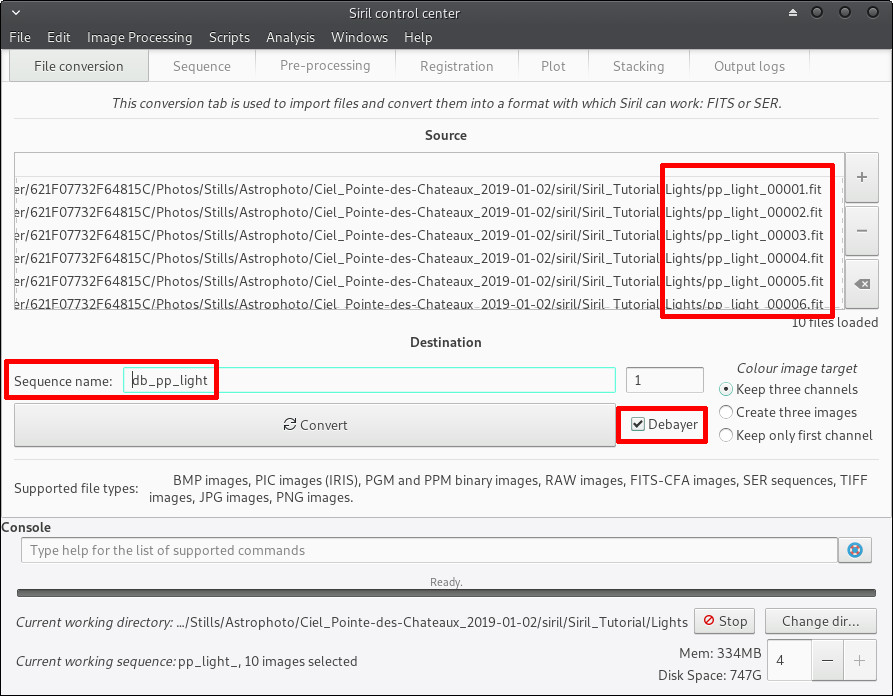 Siril control center
File Edit Image Processing Scripts Analysis Windows Help
File conversion Sequence Pre-processing Registration Plot Stacking Output logs
This conversion tab is used to import files and convert them into a format with which Siril can work: FITS or SER.
Source
er/621F07732F64815C/Photos/Stills/Astrophoto/Ciel_Pointe-des-Chateaux_2019-01-02/siril/Siril_Tutorial/Lights/pp_light_00001.fit
er/621F07732F64815C/Photos/Stills/Astrophoto/Ciel_Pointe-des-Chateaux_2019-01-02/siril/Siril_Tutorial/Lights/pp_light_00002.fit
er/621F07732F64815C/Photos/Stills/Astrophoto/Ciel_Pointe-des-Chateaux_2019-01-02/siril/Siril_Tutorial/Lights/pp_light_00003.fit
er/621F07732F64815C/Photos/Stills/Astrophoto/Ciel_Pointe-des-Chateaux_2019-01-02/siril/Siril_Tutorial/Lights/pp_light_00004.fit
er/621F07732F64815C/Photos/Stills/Astrophoto/Ciel_Pointe-des-Chateaux_2019-01-02/siril/Siril_Tutorial/Lights/pp_light_00005.fit
er/621F07732F64815C/Photos/Stills/Astrophoto/Ciel_Pointe-des-Chateaux_2019-01-02/siril/Siril_Tutorial/Lights/pp_light_00006.fit
10 files loaded
Destination
Sequence name: db_pp_light 1
Colour image target
Keep three channels
Create three images
Keep only first channel
Convert
Debayer
Supported file types: BMP images, PIC images (IRIS), PGM and PPM binary images, RAW images, FITS-CFA images, SER sequences, TIFF
images, JPG images, PNG images.
Console
Type help for the list of supported commands
Ready.
Current working directory: .../Stills/Astrophoto/Ciel_Pointe-des-Chateaux_2019-01-02/siril/Siril_Tutorial/Lights Stop Change dir...
Current working sequence: pp_light_, 10 images selected
Mem: 334MB
Disk Space: 747G
4